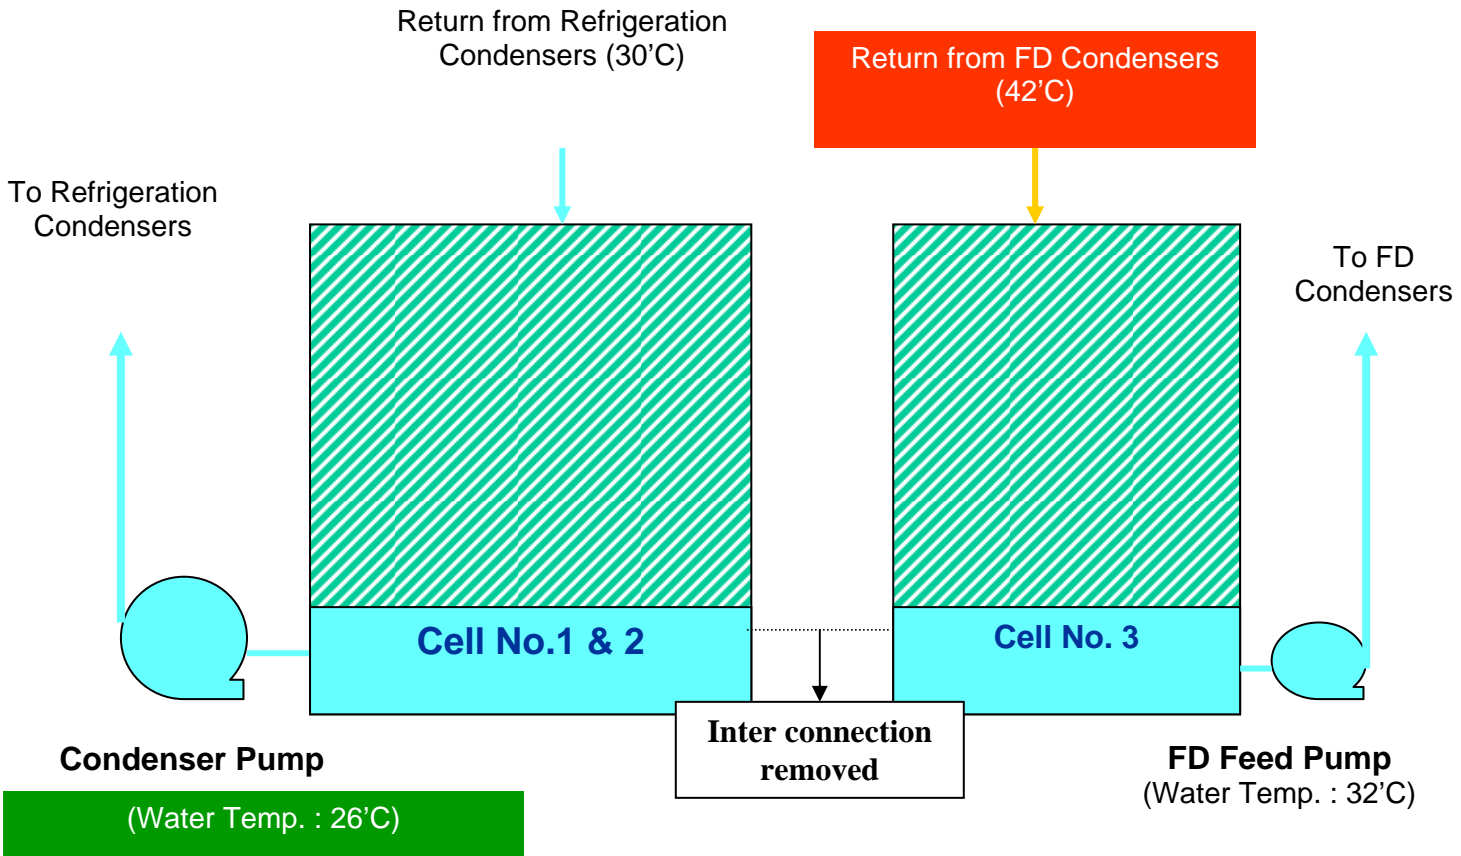 Return from Refrigeration
Condensers (30’C)
Return from FD Condensers
(42’C)
To Refrigeration
Condensers
To FD
Condensers
Cell No.1 & 2
Cell No. 3
Inter connection
removed
Condenser Pump
(Water Temp. : 26’C)
FD Feed Pump
(Water Temp. : 32’C)